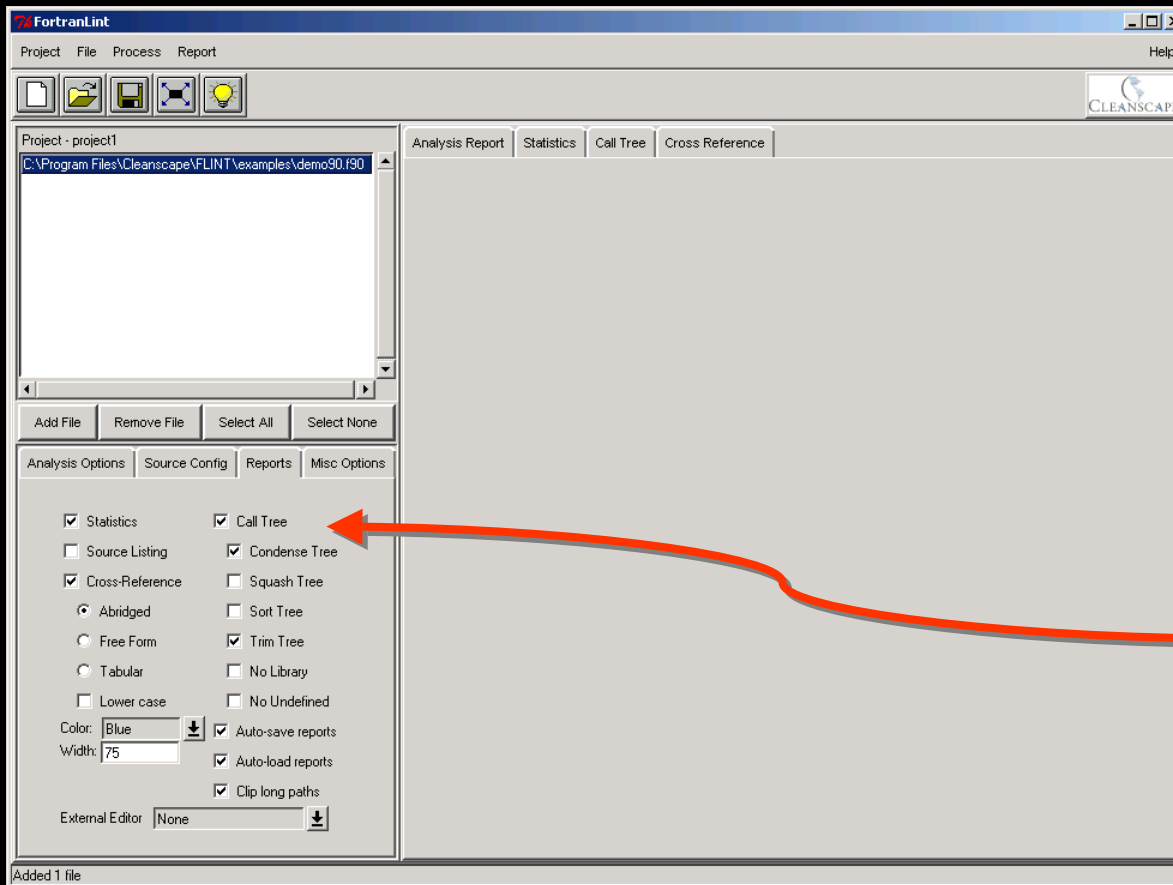 FortranLint
Project File Process Report Help
CLEANSCAPE
Project - project1
C:\Program Files\Cleanscape\FLINT\examples\demo90.f90
Add File Remove File Select All Select None
Analysis Options Source Config Reports Misc Options
Statistics
Source Listing
Cross-Reference
Abridged
Free Form
Tabular
Lower case
Color: Blue
Width: 75
Call Tree
Condense Tree
Squash Tree
Sort Tree
Trim Tree
No Library
No Undefined
Auto-save reports
Auto-load reports
Clip long paths
External Editor None
Analysis Report Statistics Call Tree Cross Reference
Added 1 file